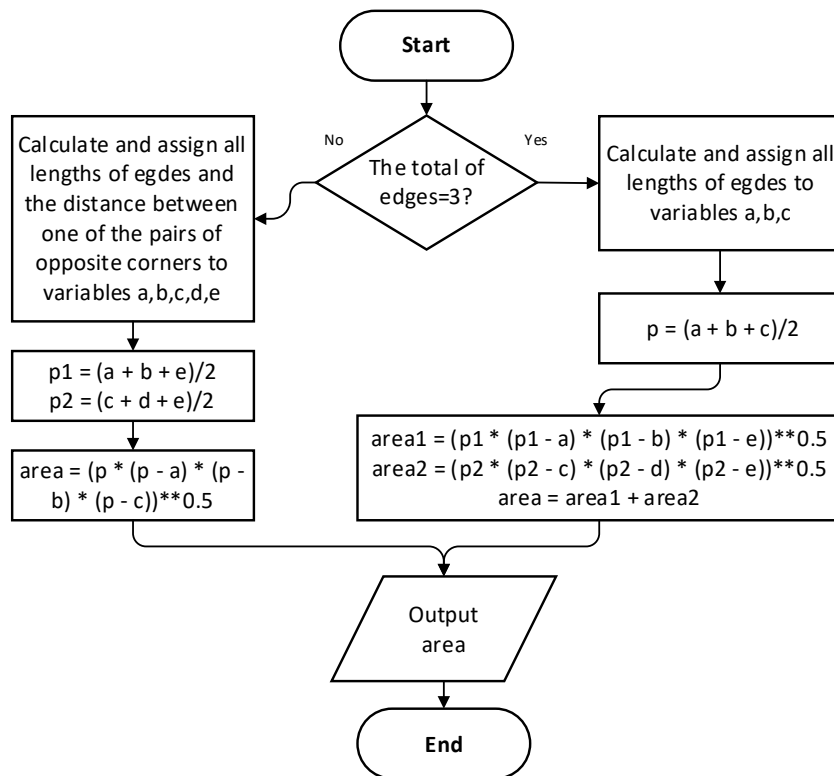 Start
No
Yes
The total of
edges=3?
Calculate and assign all
lengths of egdes and
the distance between
one of the pairs of
opposite corners to
variables a,b,c,d,e
Calculate and assign all
lengths of egdes to
variables a,b,c
p1 = (a + b + e)/2
p2 = (c + d + e)/2
p = (a + b + c)/2
area = (p * (p - a) * (p -
b) * (p - c))**0.5
area1 = (p1 * (p1 - a) * (p1 - b) * (p1 - e))**0.5
area2 = (p2 * (p2 - c) * (p2 - d) * (p2 - e))**0.5
area = area1 + area2
Output
area
End